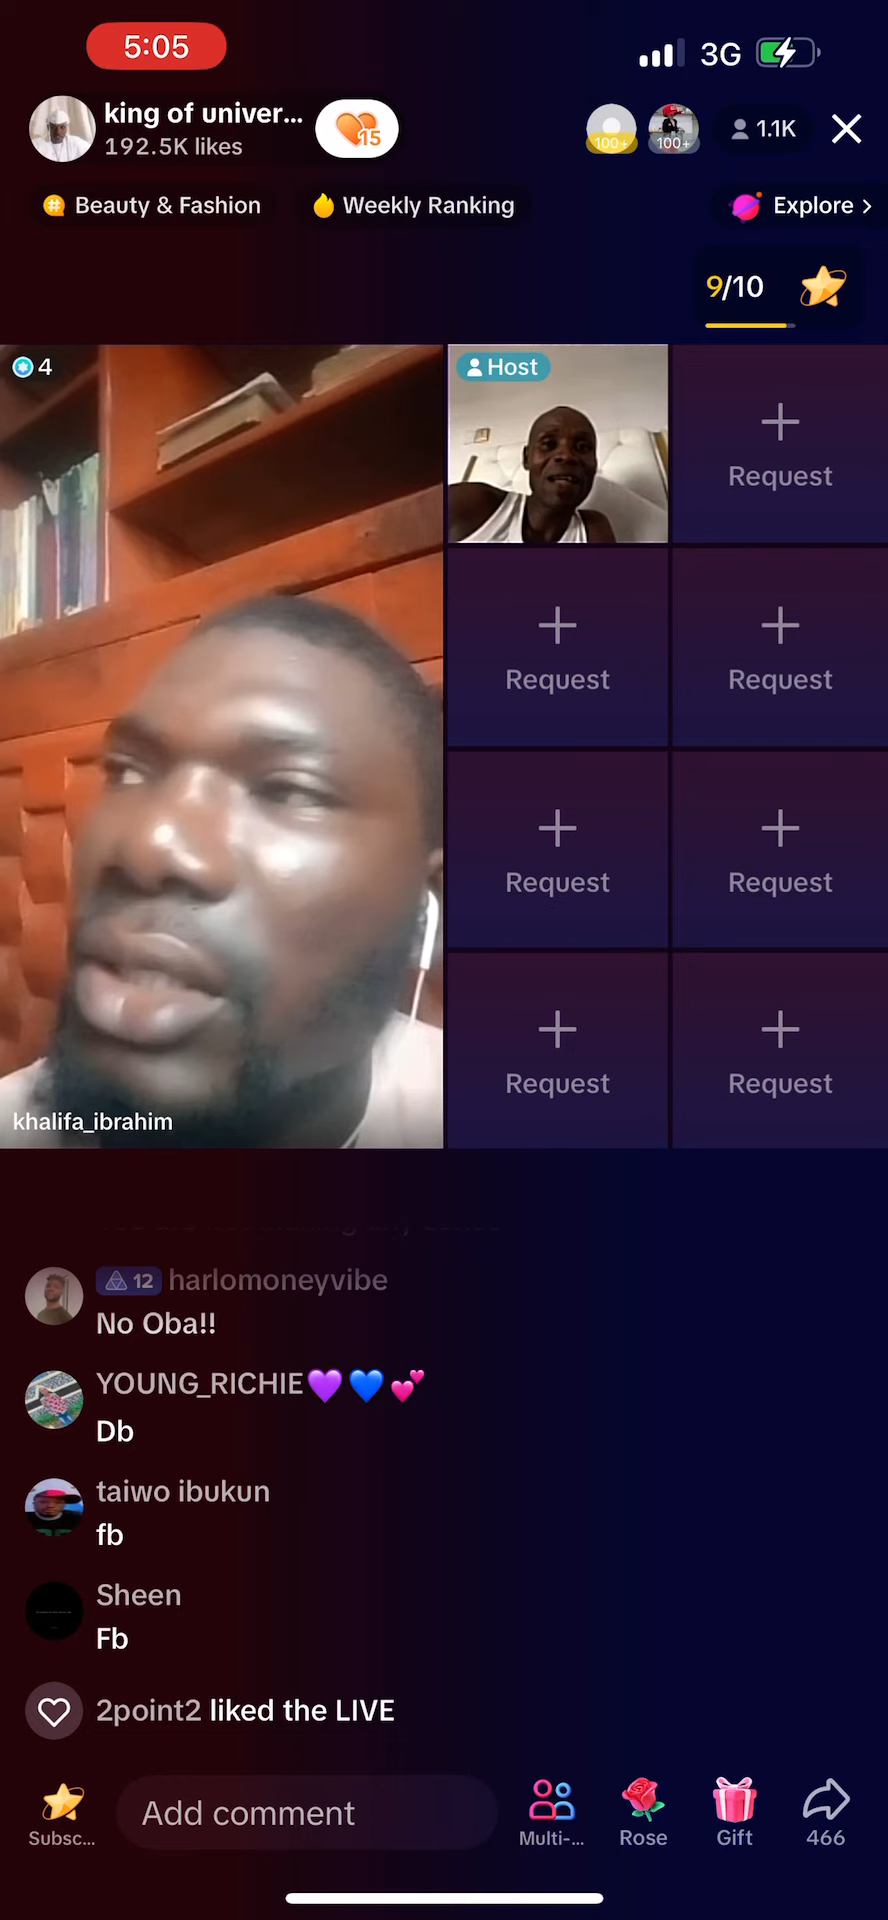 5:05
3G
king of univer...
192.5K likes
15
100+
100+
1.1K
Beauty & Fashion
Weekly Ranking
Explore >
9/10
4
Host
Request
Request
Request
Request
Request
Request
Request
khalifa_ibrahim
12 harlomoneyvibe
No Oba!!
YOUNG_RICHIE💜💙💕
Db
taiwo ibukun
fb
Sheen
Fb
2point2 liked the LIVE
Subsc...
Add comment
Multi-...
Rose
Gift
466